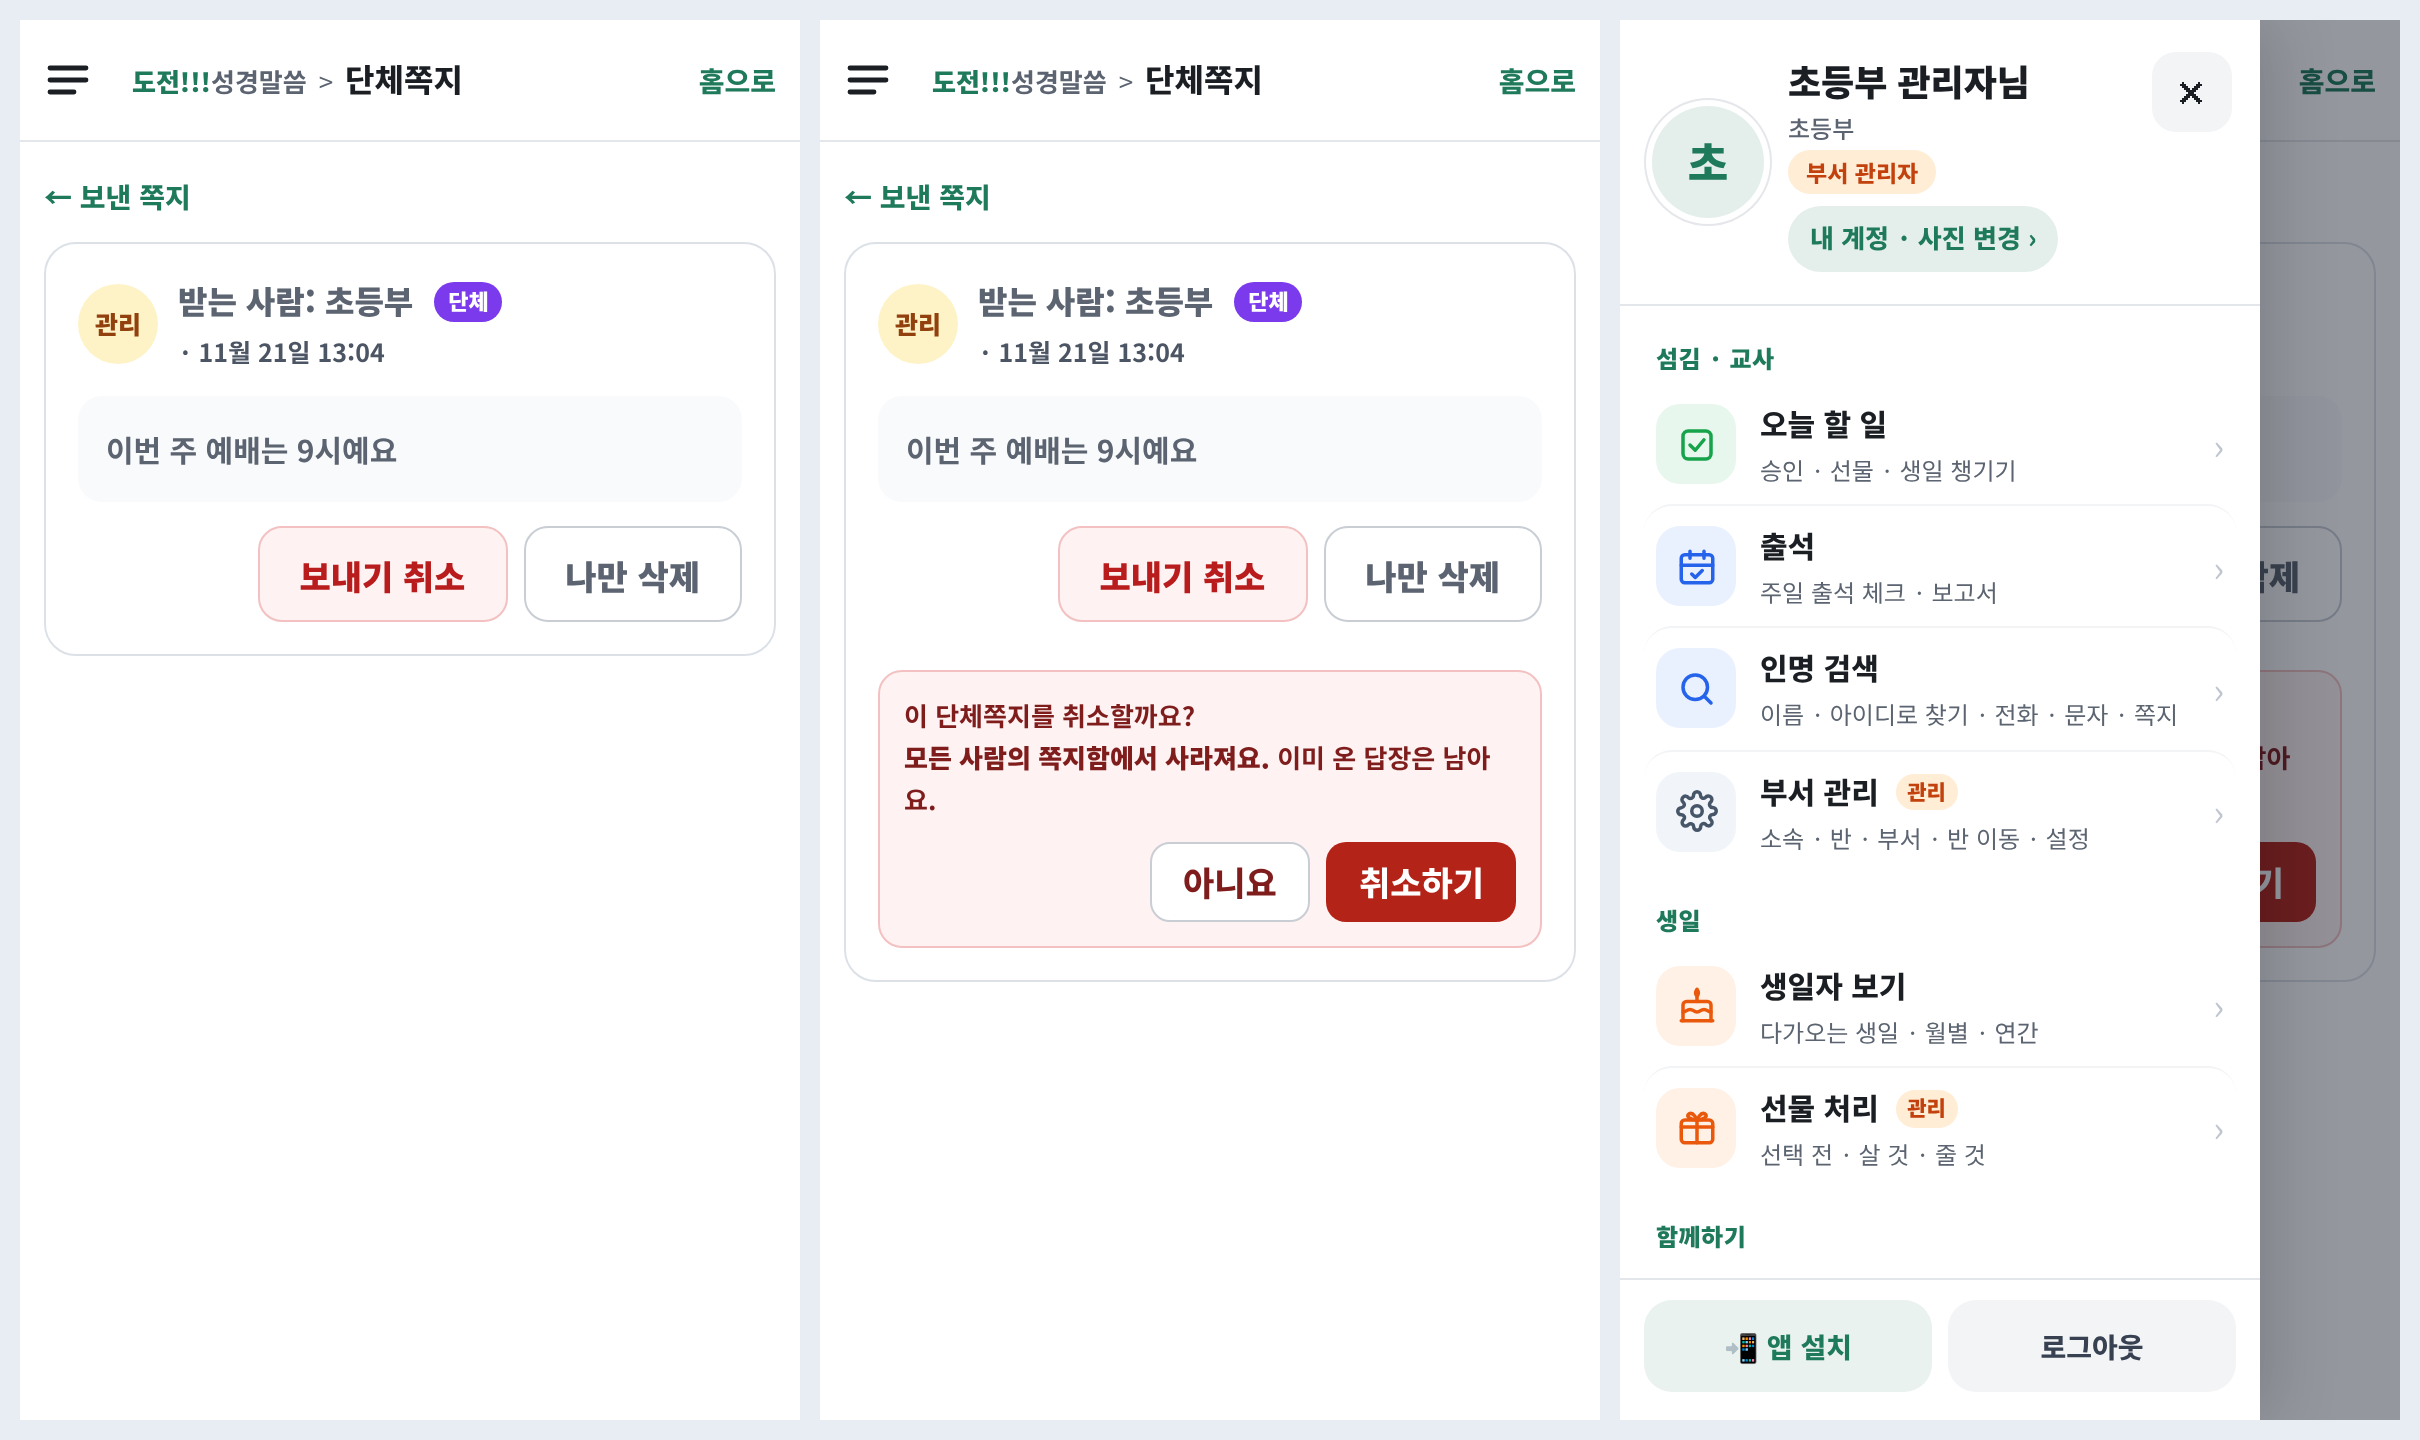 도전!!!성경말씀 > 단체쪽지
홈으로
← 보낸 쪽지
관리
받는 사람: 초등부 단체
· 11월 21일 13:04
이번 주 예배는 9시예요
보내기 취소
나만 삭제
도전!!!성경말씀 > 단체쪽지
홈으로
← 보낸 쪽지
관리
받는 사람: 초등부 단체
· 11월 21일 13:04
이번 주 예배는 9시예요
보내기 취소
나만 삭제
이 단체쪽지를 취소할까요?
모든 사람의 쪽지함에서 사라져요. 이미 온 답장은 남아
요.
아니요
취소하기
초
초등부 관리자님
초등부
부서 관리자
내 계정 · 사진 변경 ›
홈으로
섬김 · 교사
오늘 할 일
승인 · 선물 · 생일 챙기기
출석
주일 출석 체크 · 보고서
인명 검색
이름 · 아이디로 찾기 · 전화 · 문자 · 쪽지
부서 관리 관리
소속 · 반 · 부서 · 반 이동 · 설정
생일
생일자 보기
다가오는 생일 · 월별 · 연간
선물 처리 관리
선택 전 · 살 것 · 줄 것
함께하기
앱 설치
로그아웃